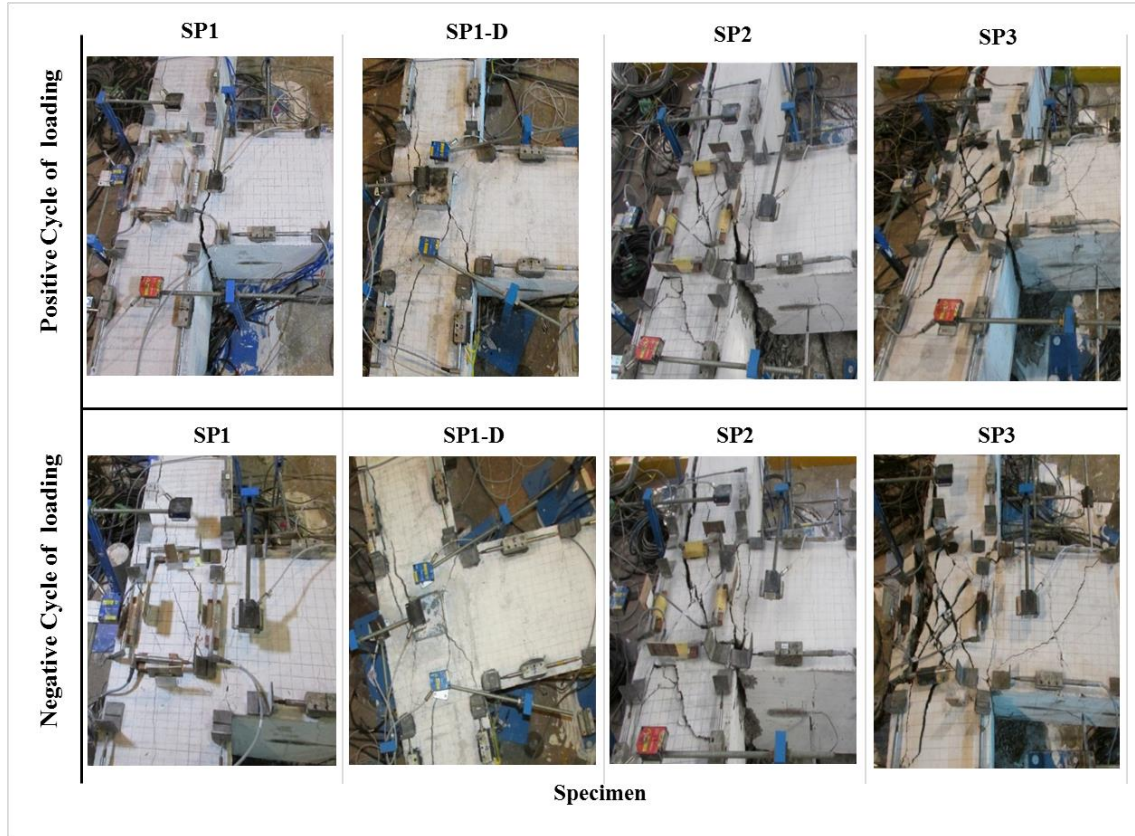 SP1
SP1-D
SP2
SP3
Positive Cycle of loading
SP1
SP1-D
SP2
SP3
Negative Cycle of loading
Specimen